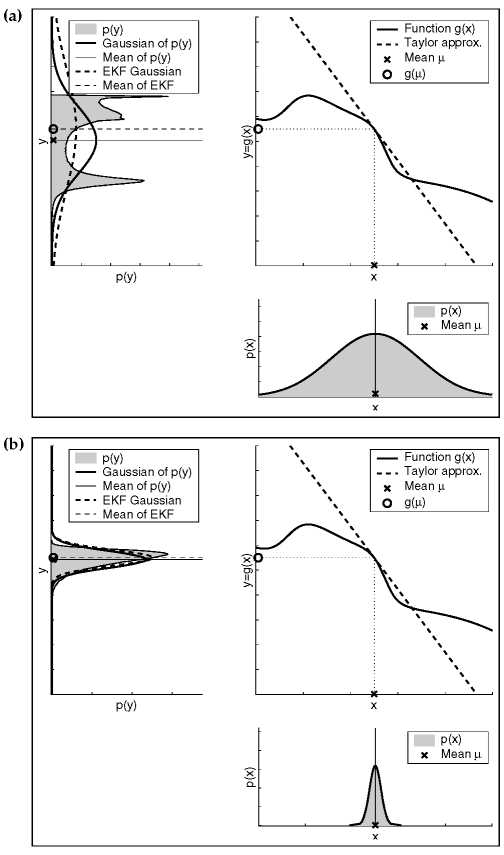 (a)
p(y)
Gaussian of p(y)
Mean of p(y)
EKF Gaussian
Mean of EKF
y
p(y)
Function g(x)
Taylor approx.
Mean μ
g(μ)
y=g(x)
x
p(x)
Mean μ
p(x)
x
(b)
p(y)
Gaussian of p(y)
Mean of p(y)
EKF Gaussian
Mean of EKF
y
p(y)
Function g(x)
Taylor approx.
Mean μ
g(μ)
y=g(x)
x
p(x)
Mean μ
p(x)
x